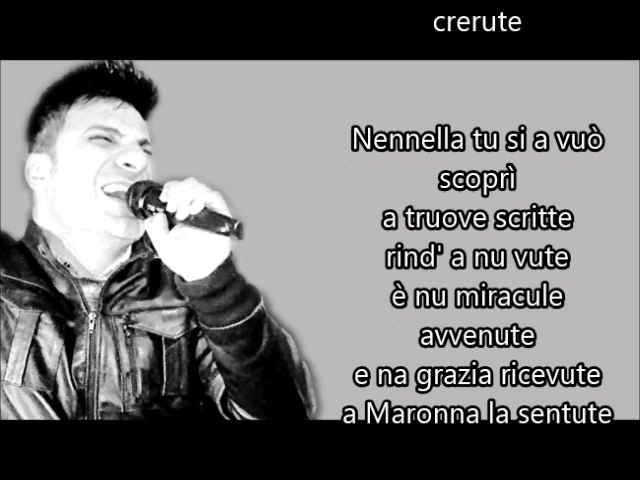 crerute
Nennella tu si a vuò
scoprì
a truove scritte
rind' a nu vute
è nu miracule
avvenute
e na grazia ricevute
a Maronna la sentute